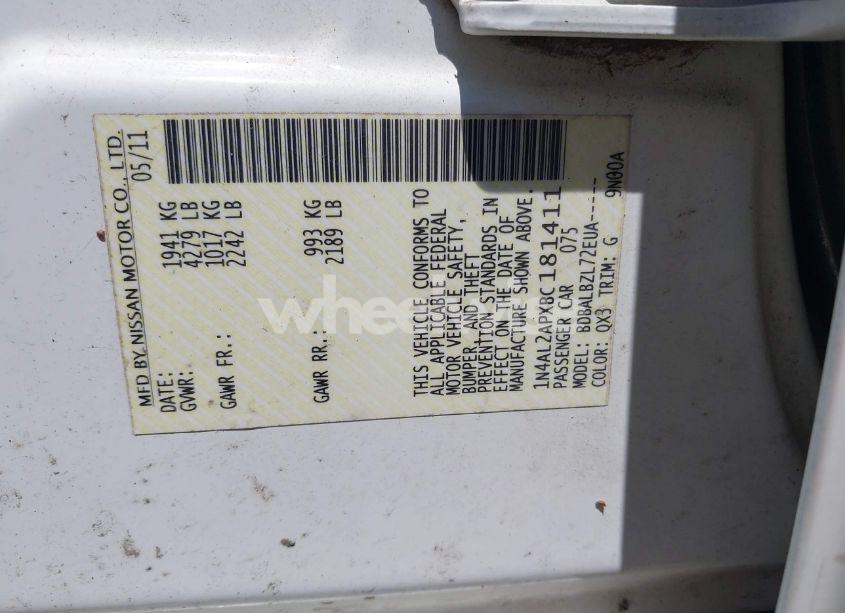 MFD BY NISSAN MOTOR CO., LTD.
DATE: 05/11
GVWR: 1941 KG
4279 LB
GAWR FR.: 1017 KG
2242 LB
GAWR RR.: 993 KG
2189 LB
THIS VEHICLE CONFORMS TO
ALL APPLICABLE FEDERAL
MOTOR VEHICLE SAFETY,
BUMPER, AND THEFT
PREVENTION STANDARDS IN
EFFECT ON THE DATE OF
MANUFACTURE SHOWN ABOVE.
1N4AL2APXBC181411
PASSENGER CAR 075
MODEL: BDBALBZL72EUA-----
COLOR: QX3 TRIM: G 9N00A